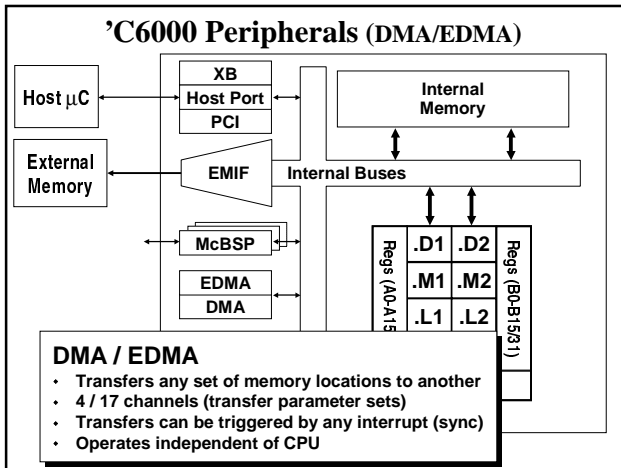 ’C6000 Peripherals (DMA/EDMA)
Host µC
XB
Host Port
PCI
Internal
Memory
External
Memory
EMIF
Internal Buses
McBSP
EDMA
DMA
Regs (A0-A15
.D1
.D2
.M1
.M2
.L1
.L2
Regs (B0-B15/31)
DMA / EDMA
• Transfers any set of memory locations to another
• 4 / 17 channels (transfer parameter sets)
• Transfers can be triggered by any interrupt (sync)
• Operates independent of CPU